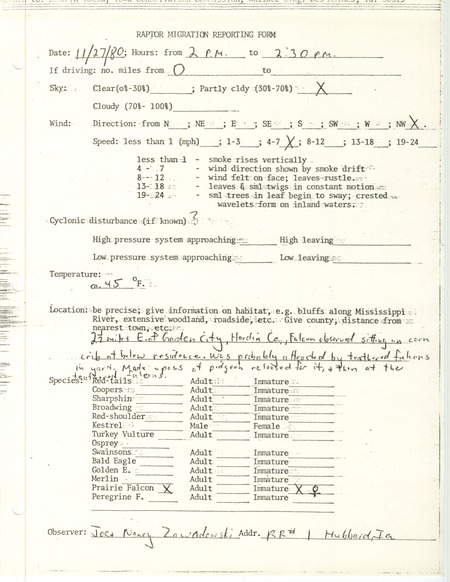 RAPTOR MIGRATION REPORTING FORM
Date: 11/27/80; Hours: from 2 P.M. to 2:30 P.M.
If driving: no. miles from 0 to
Sky: Clear(0%-30%) ; Partly cldy (30%-70%) X
Cloudy (70%- 100%)
Wind: Direction: from N ; NE ; E ; SE ; S ; SW ; W ; NW X.
Speed: less than 1 (mph) ; 1-3 ; 4-7 X; 8-12 ; 13-18 ; 19-24
less than 1 - smoke rises vertically
4 - 7 - wind direction shown by smoke drift
8 - 12 - wind felt on face; leaves rustle.
13- 18 - leaves & sml twigs in constant motion
19-24 - sml trees in leaf begin to sway; crested
wavelets form on inland waters.
Cyclonic disturbance (if known) ?
High pressure system approaching High leaving
Low pressure system approaching Low leaving
Temperature:
ca. 45 °F.
Location: be precise; give information on habitat, e.g. bluffs along Mississippi
River, extensive woodland, roadside, etc. Give county, distance from
nearest town, etc.
2½ miles E. of Garden City, Hardin Co., Falcon observed sitting on corn
crib at below residence. Was probably attracted by tethered falcons
in yard. Made passes at pidgeon released for it, & then at the
tethered falcons.
Species: Red-tails Adult Immature
Coopers Adult Immature
Sharpshin Adult Immature
Broadwing Adult Immature
Red-shoulder Adult Immature
Kestrel Male Female
Turkey Vulture Adult Immature
Osprey
Swainsons Adult Immature
Bald Eagle Adult Immature
Golden E. Adult Immature
Merlin Adult Immature
Prairie Falcon X Adult Immature X ♀
Peregrine F. Adult Immature
Observer: Joe & Nancy Zawadowski Addr. RR# 1 Hubbard, Ia